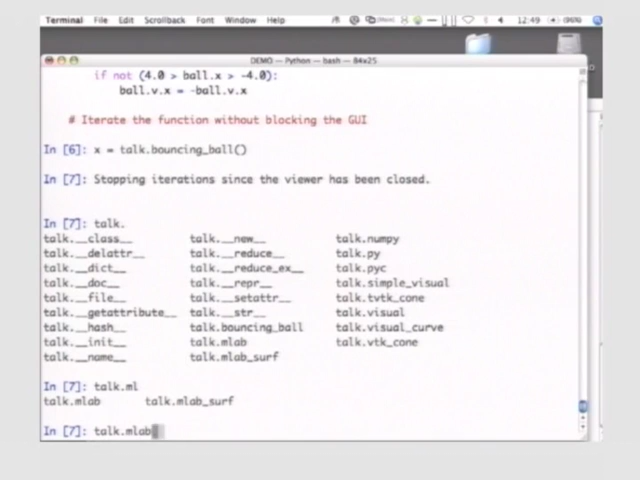 Terminal File Edit Scrollback Font Window Help 12:49
DEMO — Python — bash — 84x25
if not (4.0 > ball.x > -4.0):
ball.v.x = -ball.v.x
# Iterate the function without blocking the GUI
In [6]: x = talk.bouncing_ball()
In [7]: Stopping iterations since the viewer has been closed.
In [7]: talk.
talk.__class__ talk.__new__ talk.numpy
talk.__delattr__ talk.__reduce__ talk.py
talk.__dict__ talk.__reduce_ex__ talk.pyc
talk.__doc__ talk.__repr__ talk.simple_visual
talk.__file__ talk.__setattr__ talk.tvtk_cone
talk.__getattribute__ talk.__str__ talk.visual
talk.__hash__ talk.bouncing_ball talk.visual_curve
talk.__init__ talk.mlab talk.vtk_cone
talk.__name__ talk.mlab_surf
In [7]: talk.ml
talk.mlab talk.mlab_surf
In [7]: talk.mlab